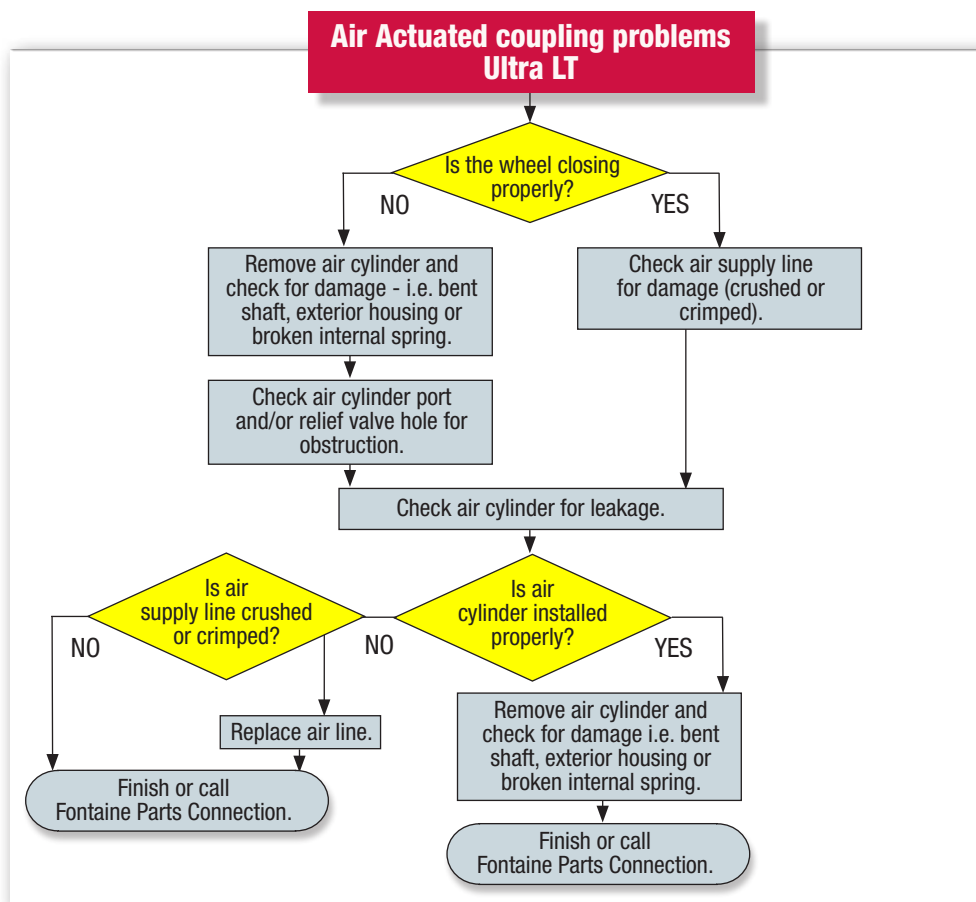 Air Actuated coupling problems
Ultra LT
Is the wheel closing
properly?
NO
YES
Remove air cylinder and
check for damage - i.e. bent
shaft, exterior housing or
broken internal spring.
Check air supply line
for damage (crushed or
crimped).
Check air cylinder port
and/or relief valve hole for
obstruction.
Check air cylinder for leakage.
Is air
supply line crushed
or crimped?
Is air
cylinder installed
properly?
NO
NO
YES
Replace air line.
Remove air cylinder and
check for damage i.e. bent
shaft, exterior housing or
broken internal spring.
Finish or call
Fontaine Parts Connection.
Finish or call
Fontaine Parts Connection.